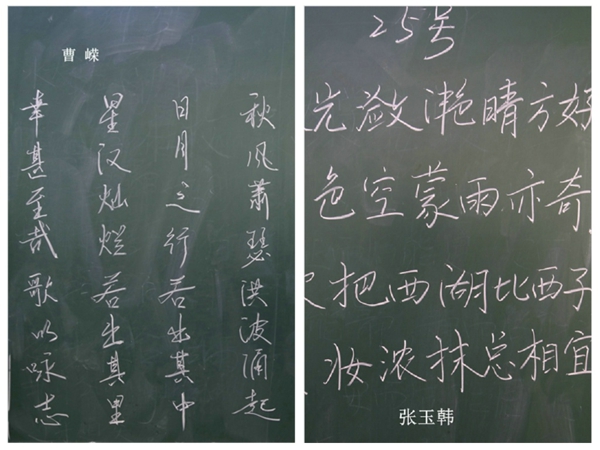 曹 嵘
秋风萧瑟洪波涌起
日月之行若出其中
星汉灿烂若出其里
幸甚至哉歌以咏志
25号
光潋滟晴方好
色空蒙雨亦奇
把西湖比西子
妆浓抹总相宜
张玉韩